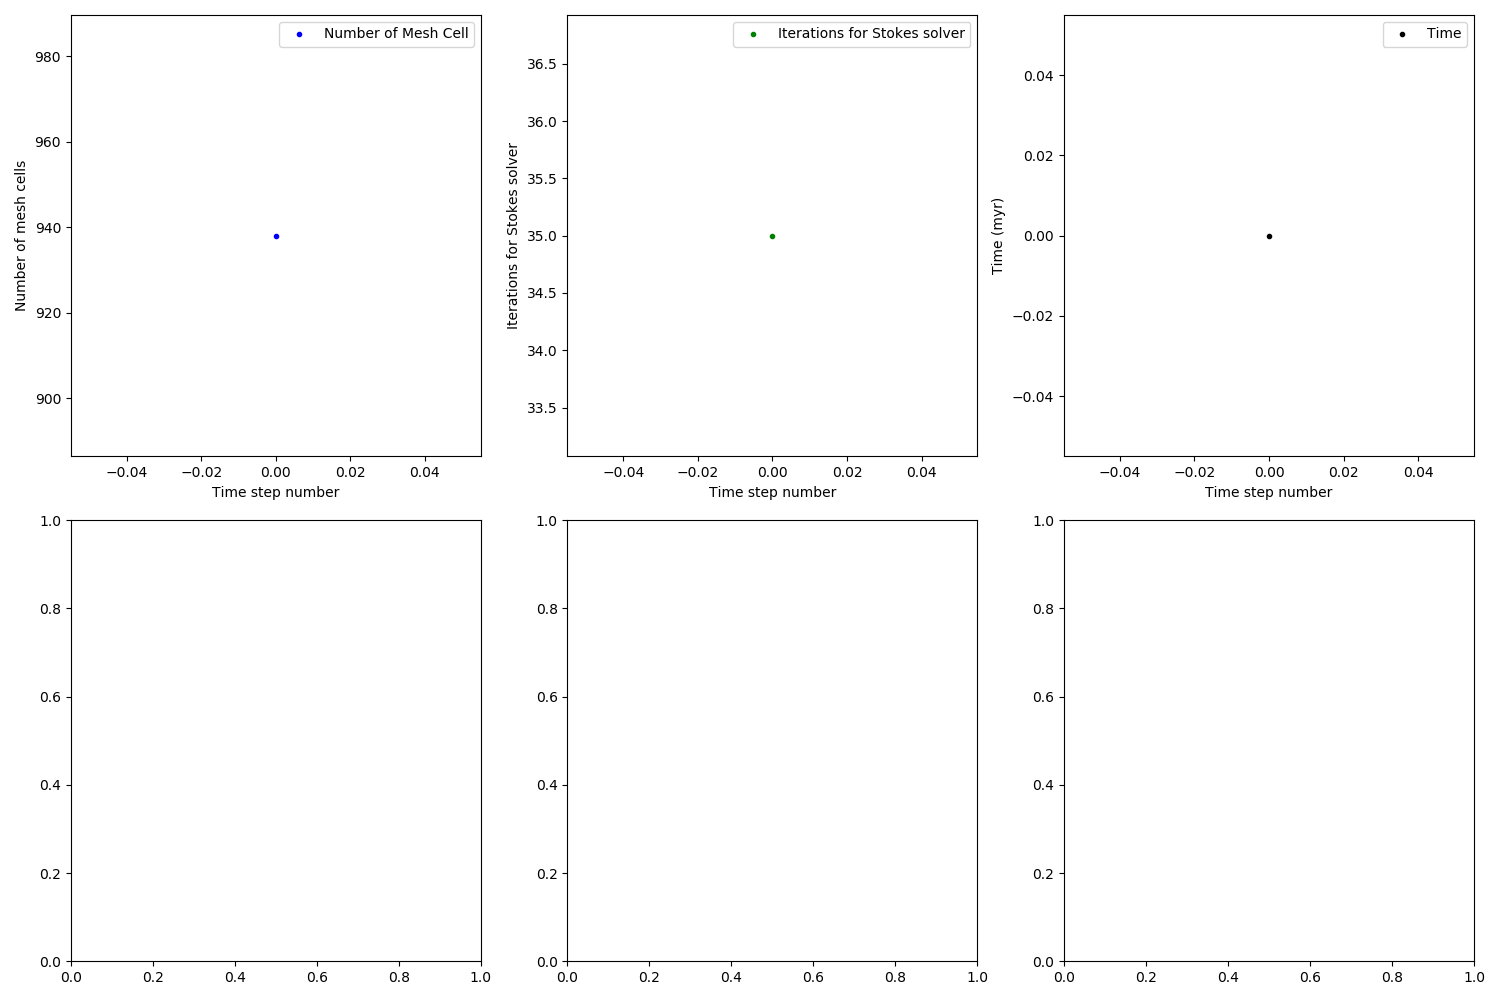 Number of Mesh Cell
Number of mesh cells
980
960
940
920
900
−0.04 −0.02 0.00 0.02 0.04
Time step number
Iterations for Stokes solver
Iterations for Stokes solver
36.5
36.0
35.5
35.0
34.5
34.0
33.5
−0.04 −0.02 0.00 0.02 0.04
Time step number
Time
Time (myr)
0.04
0.02
0.00
−0.02
−0.04
−0.04 −0.02 0.00 0.02 0.04
Time step number
1.0
0.8
0.6
0.4
0.2
0.0
0.0 0.2 0.4 0.6 0.8 1.0
1.0
0.8
0.6
0.4
0.2
0.0
0.0 0.2 0.4 0.6 0.8 1.0
1.0
0.8
0.6
0.4
0.2
0.0
0.0 0.2 0.4 0.6 0.8 1.0